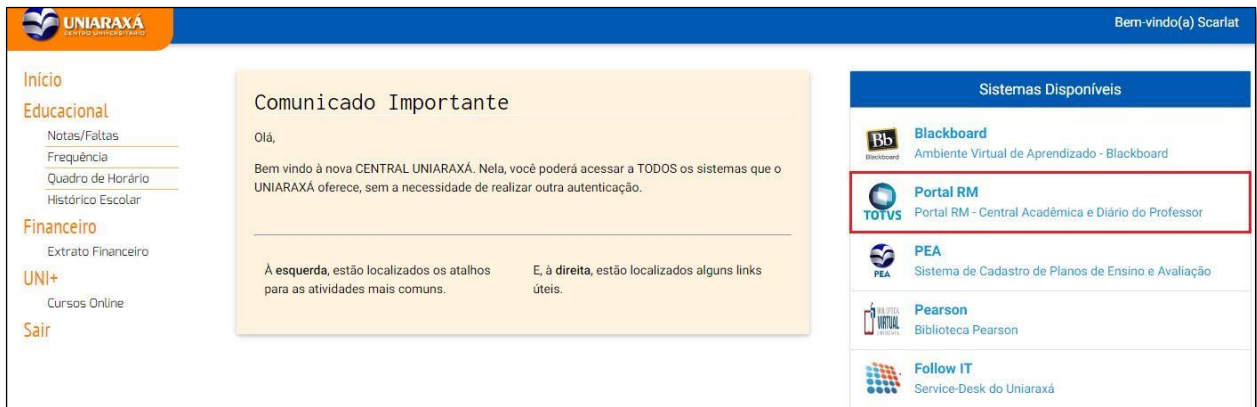 UNIARAXÁ
CENTRO UNIVERSITÁRIO
Bem-vindo(a) Scarlat
Início
Educacional
Notas/Faltas
Frequência
Quadro de Horário
Histórico Escolar
Financeiro
Extrato Financeiro
UNI+
Cursos Online
Sair
Comunicado Importante
Olá,
Bem vindo à nova CENTRAL UNIARAXÁ. Nela, você poderá acessar a TODOS os sistemas que o
UNIARAXÁ oferece, sem a necessidade de realizar outra autenticação.
À esquerda, estão localizados os atalhos
para as atividades mais comuns.
E, à direita, estão localizados alguns links
úteis.
Sistemas Disponíveis
Bb
Blackboard
Blackboard
Ambiente Virtual de Aprendizado - Blackboard
TOTVS
Portal RM
Portal RM - Central Acadêmica e Diário do Professor
PEA
PEA
Sistema de Cadastro de Planos de Ensino e Avaliação
VIRTUAL
Pearson
Biblioteca Pearson
Follow IT
Service-Desk do Uniaraxá